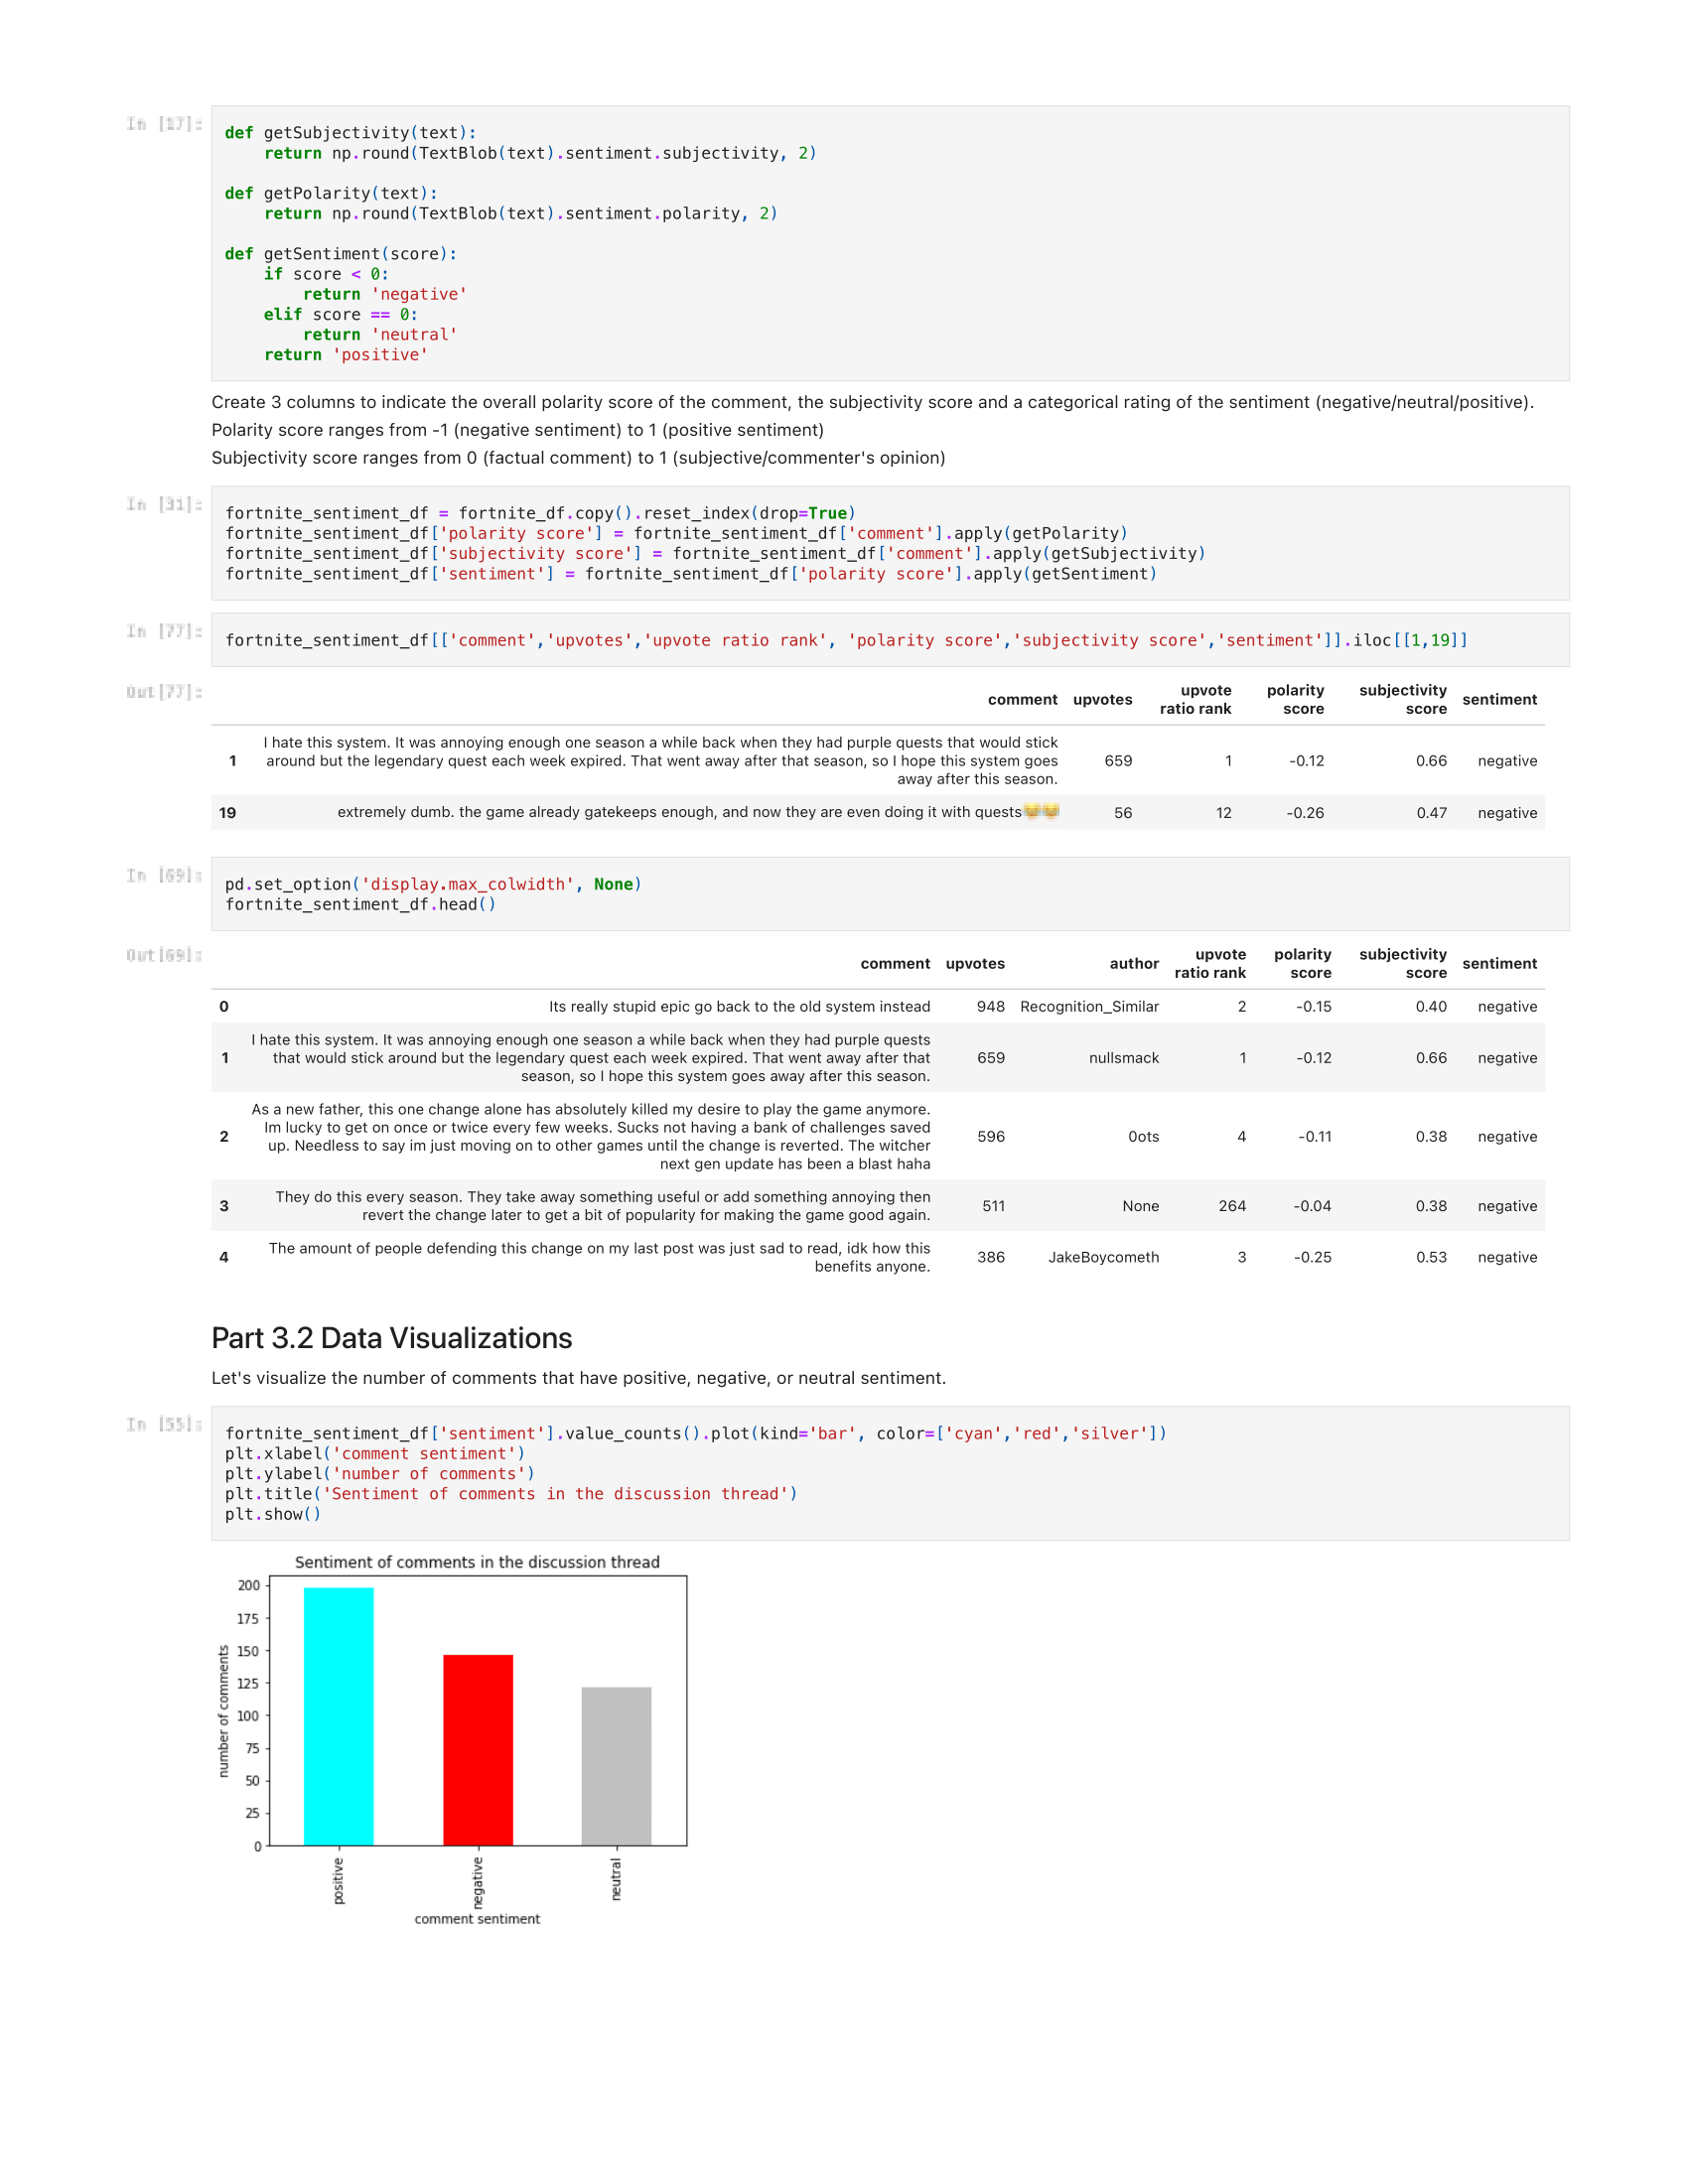 def getSubjectivity(text):
return np.round(TextBlob(text).sentiment.subjectivity, 2)
def getPolarity(text):
return np.round(TextBlob(text).sentiment.polarity, 2)
def getSentiment(score):
if score < 0:
return 'negative'
elif score == 0:
return 'neutral'
return 'positive'
Create 3 columns to indicate the overall polarity score of the comment, the subjectivity score and a categorical rating of the sentiment (negative/neutral/positive).
Polarity score ranges from -1 (negative sentiment) to 1 (positive sentiment)
Subjectivity score ranges from 0 (factual comment) to 1 (subjective/commenter's opinion)
In [31]:
fortnite_sentiment_df = fortnite_df.copy().reset_index(drop=True)
fortnite_sentiment_df['polarity score'] = fortnite_sentiment_df['comment'].apply(getPolarity)
fortnite_sentiment_df['subjectivity score'] = fortnite_sentiment_df['comment'].apply(getSubjectivity)
fortnite_sentiment_df['sentiment'] = fortnite_sentiment_df['polarity score'].apply(getSentiment)
In [77]:
fortnite_sentiment_df[['comment','upvotes','upvote ratio rank', 'polarity score','subjectivity score','sentiment']].iloc[[1,19]]
Out[77]:
comment upvotes upvote ratio rank polarity score subjectivity score sentiment
1 I hate this system. It was annoying enough one season a while back when they had purple quests that would stick
around but the legendary quest each week expired. That went away after that season, so I hope this system goes 659 1 -0.12 0.66 negative
away after this season.
19 extremely dumb. the game already gatekeeps enough, and now they are even doing it with quests 56 12 -0.26 0.47 negative
In [69]:
pd.set_option('display.max_colwidth', None)
fortnite_sentiment_df.head()
Out[69]:
comment upvotes author upvote ratio rank polarity score subjectivity score sentiment
0 Its really stupid epic go back to the old system instead 948 Recognition_Similar 2 -0.15 0.40 negative
I hate this system. It was annoying enough one season a while back when they had purple quests
1 that would stick around but the legendary quest each week expired. That went away after that 659 nullsmack 1 -0.12 0.66 negative
season, so I hope this system goes away after this season.
As a new father, this one change alone has absolutely killed my desire to play the game anymore.
Im lucky to get on once or twice every few weeks. Sucks not having a bank of challenges saved
2 up. Needless to say im just moving on to other games until the change is reverted. The witcher 596 0ots 4 -0.11 0.38 negative
next gen update has been a blast haha
They do this every season. They take away something useful or add something annoying then
3 revert the change later to get a bit of popularity for making the game good again. 511 None 264 -0.04 0.38 negative
4 The amount of people defending this change on my last post was just sad to read, idk how this
benefits anyone. 386 JakeBoycometh 3 -0.25 0.53 negative
Part 3.2 Data Visualizations
Let's visualize the number of comments that have positive, negative, or neutral sentiment.
In [55]:
fortnite_sentiment_df['sentiment'].value_counts().plot(kind='bar', color=['cyan','red','silver'])
plt.xlabel('comment sentiment')
plt.ylabel('number of comments')
plt.title('Sentiment of comments in the discussion thread')
plt.show()
Sentiment of comments in the discussion thread
number of comments
200
175
150
125
100
75
50
25
0
positive
negative
neutral
comment sentiment